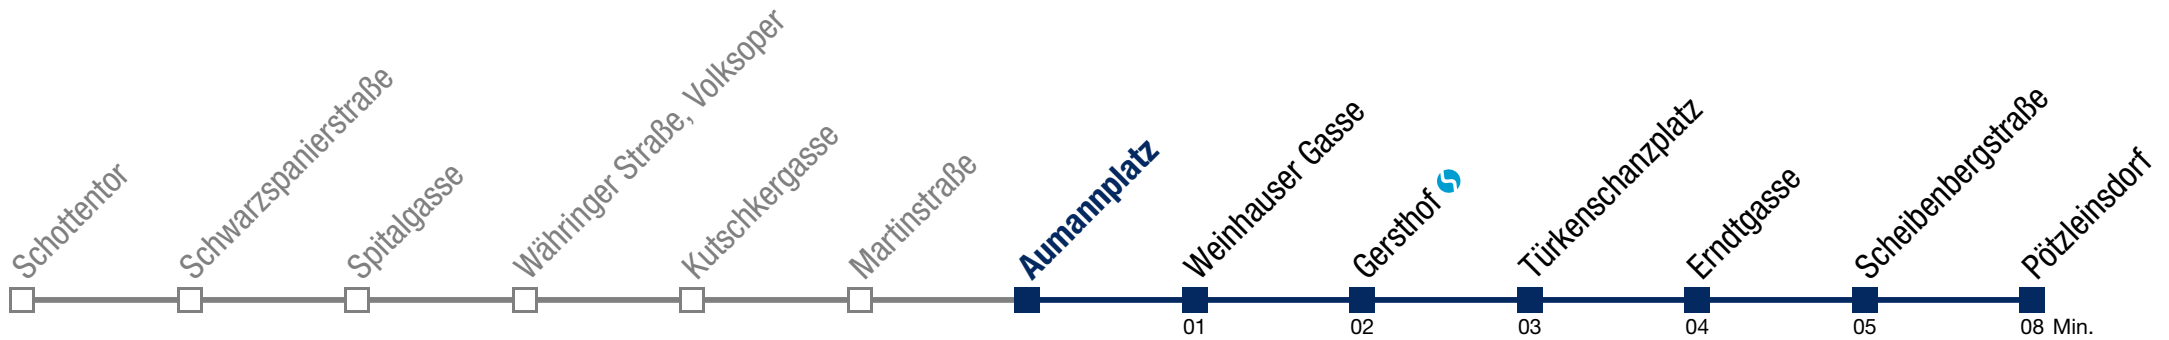 Schottentor
Schwarzspanierstraße
Spitalgasse
Währinger Straße, Volksoper
Kutschkergasse
Martinstraße
Aumannplatz
Weinhauser Gasse
Gersthof
Türkenschanzplatz
Erndtgasse
Scheibenbergstraße
Pötzleinsdorf
01 02 03 04 05 08 Min.